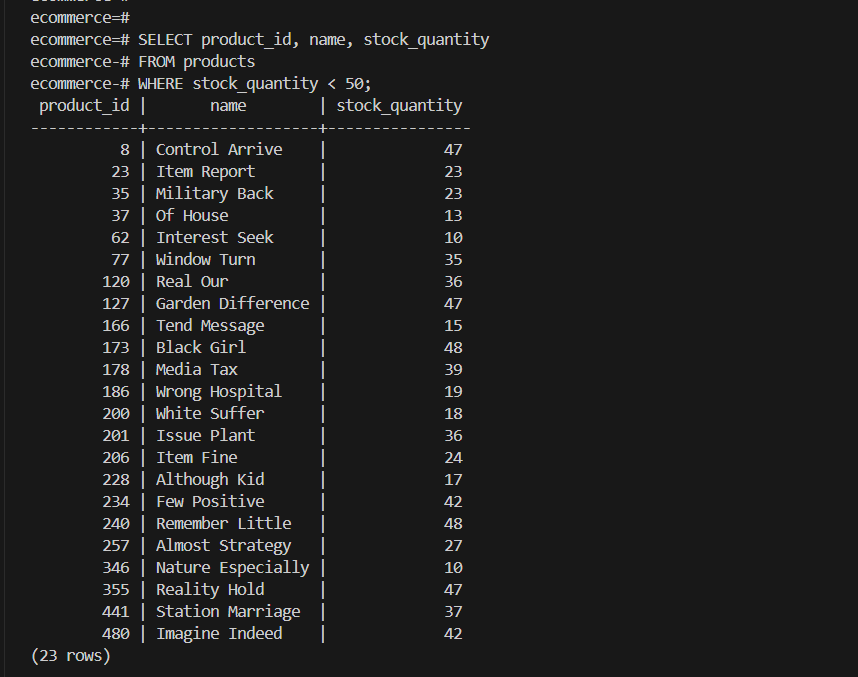 ecommerce=#
ecommerce=# SELECT product_id, name, stock_quantity
ecommerce-# FROM products
ecommerce-# WHERE stock_quantity < 50;
 product_id |       name        | stock_quantity
------------+-------------------+----------------
          8 | Control Arrive    |             47
         23 | Item Report       |             23
         35 | Military Back     |             23
         37 | Of House          |             13
         62 | Interest Seek     |             10
         77 | Window Turn       |             35
        120 | Real Our          |             36
        127 | Garden Difference |             47
        166 | Tend Message      |             15
        173 | Black Girl        |             48
        178 | Media Tax         |             39
        186 | Wrong Hospital    |             19
        200 | White Suffer      |             18
        201 | Issue Plant       |             36
        206 | Item Fine         |             24
        228 | Although Kid      |             17
        234 | Few Positive      |             42
        240 | Remember Little   |             48
        257 | Almost Strategy   |             27
        346 | Nature Especially |             10
        355 | Reality Hold      |             47
        441 | Station Marriage  |             37
        480 | Imagine Indeed    |             42
(23 rows)